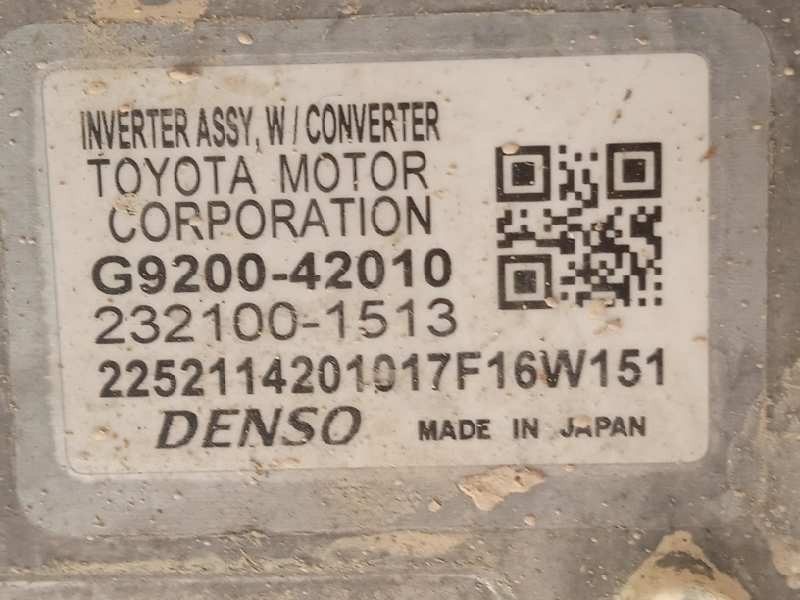 INVERTER ASSY, W/ CONVERTER
TOYOTA MOTOR
CORPORATION
G9200-42010
232100-1513
2252114201017F16W151
DENSO MADE IN JAPAN